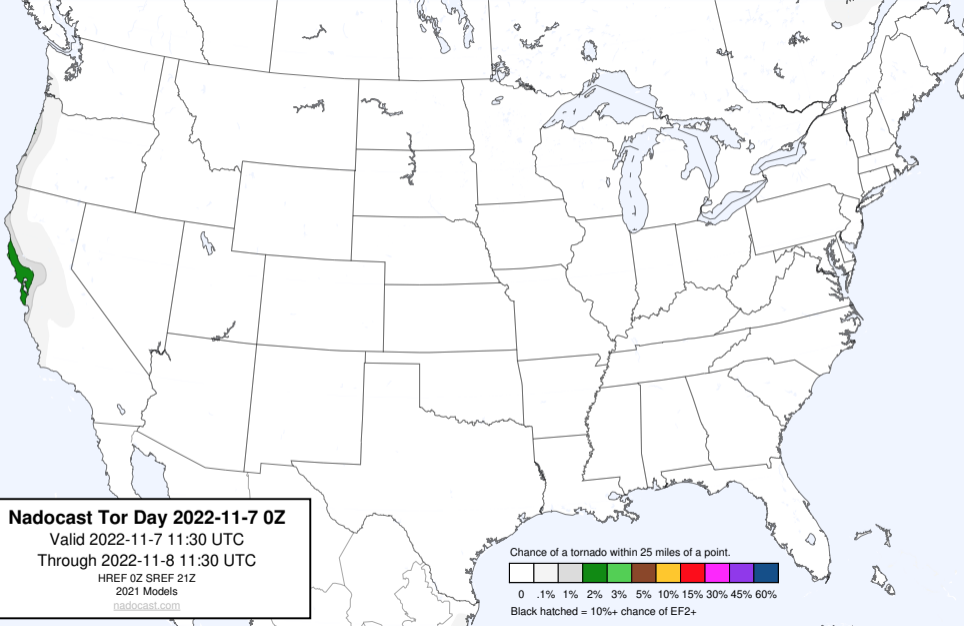 Nadocast Tor Day 2022-11-7 0Z
Valid 2022-11-7 11:30 UTC
Through 2022-11-8 11:30 UTC
HREF 0Z SREF 21Z
2021 Models
nadocast.com
Chance of a tornado within 25 miles of a point.
0 .1% 1% 2% 3% 5% 10% 15% 30% 45% 60%
Black hatched = 10%+ chance of EF2+